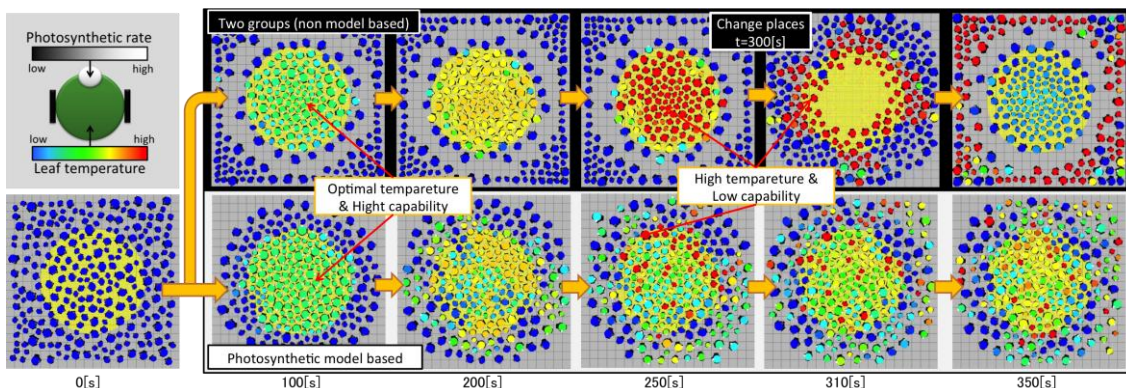 Photosynthetic rate
low
high
low
high
Leaf temperature
Two groups (non model based)
Change places
t=300[s]
Optimal tempareture
& Hight capability
High tempareture &
Low capability
Photosynthetic model based
0[s]
100[s]
200[s]
250[s]
310[s]
350[s]